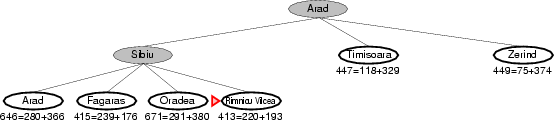 Arad
Sibiu
Timisoara
Zerind
447=118+329
449=75+374
Arad
Fagaras
Oradea
Rimnicu Vilcea
646=280+366
415=239+176
671=291+380
413=220+193